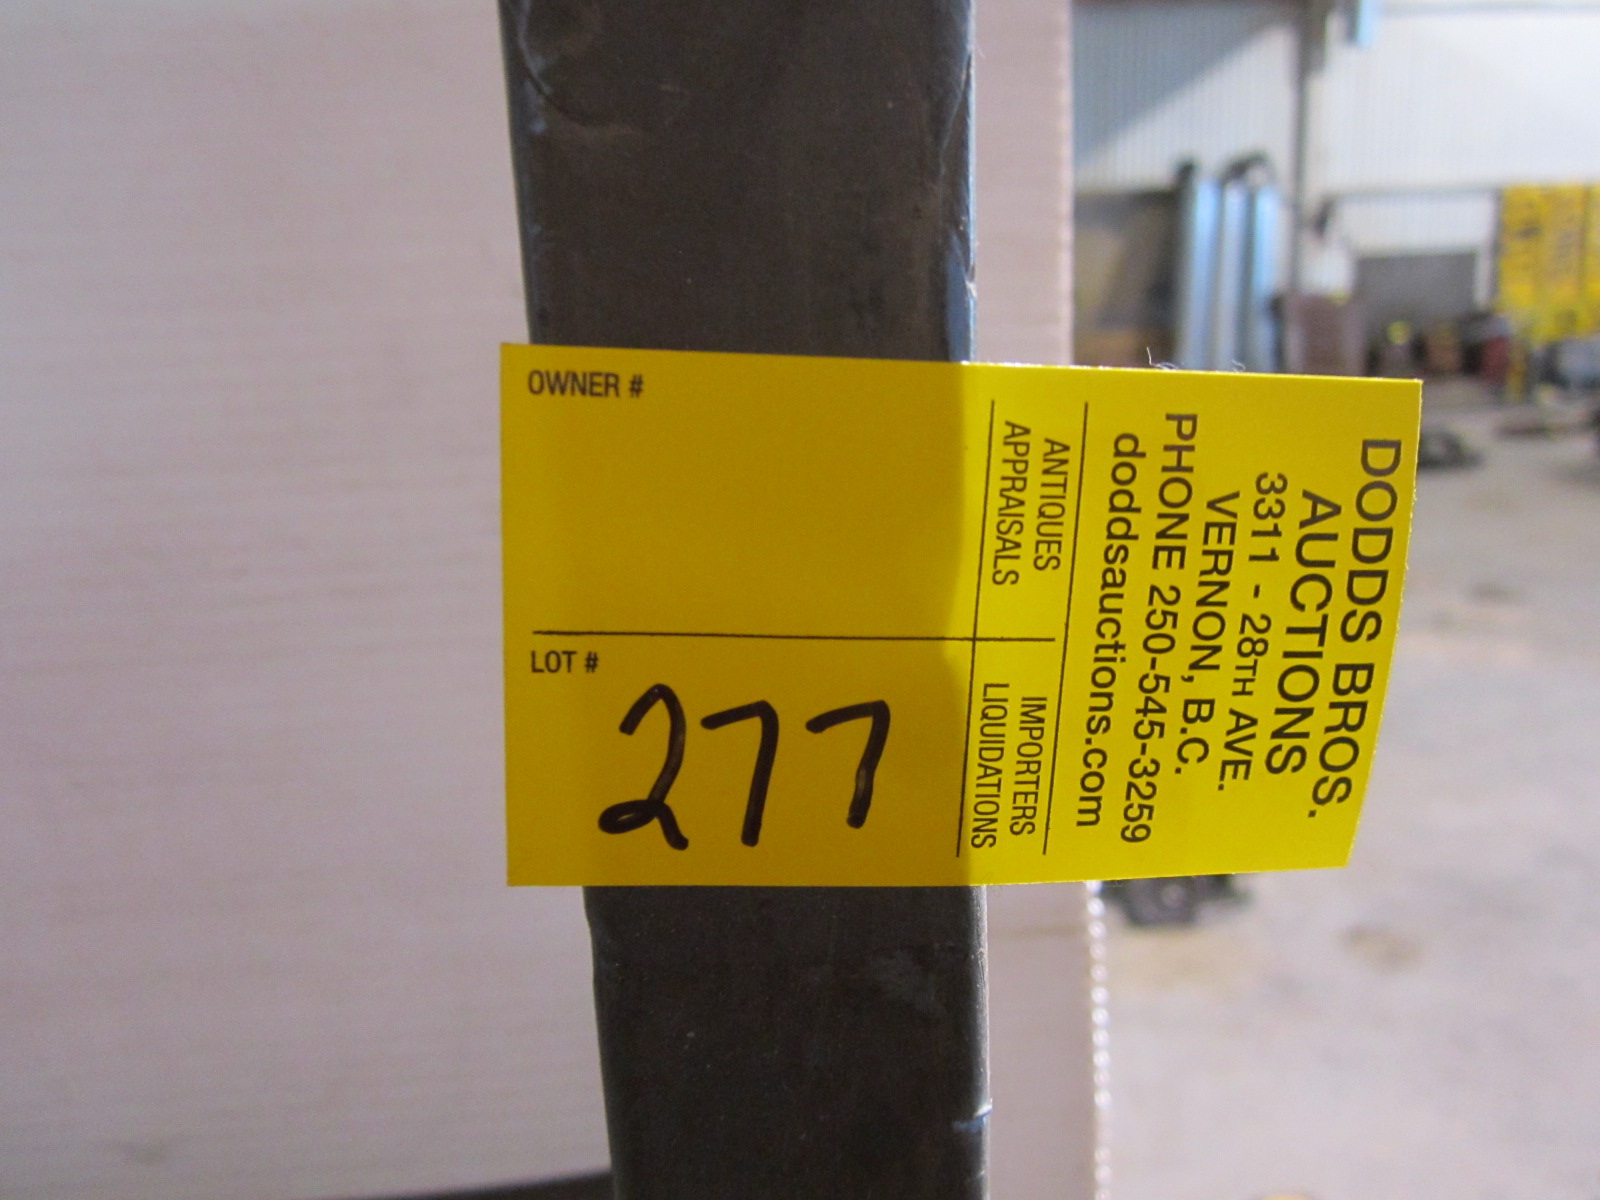 OWNER #
LOT #
277
DODDS BROS.
AUCTIONS
3311 - 28TH AVE.
VERNON, B.C.
PHONE 250-545-3259
doddsauctions.com
ANTIQUES
APPRAISALS
IMPORTERS
LIQUIDATIONS